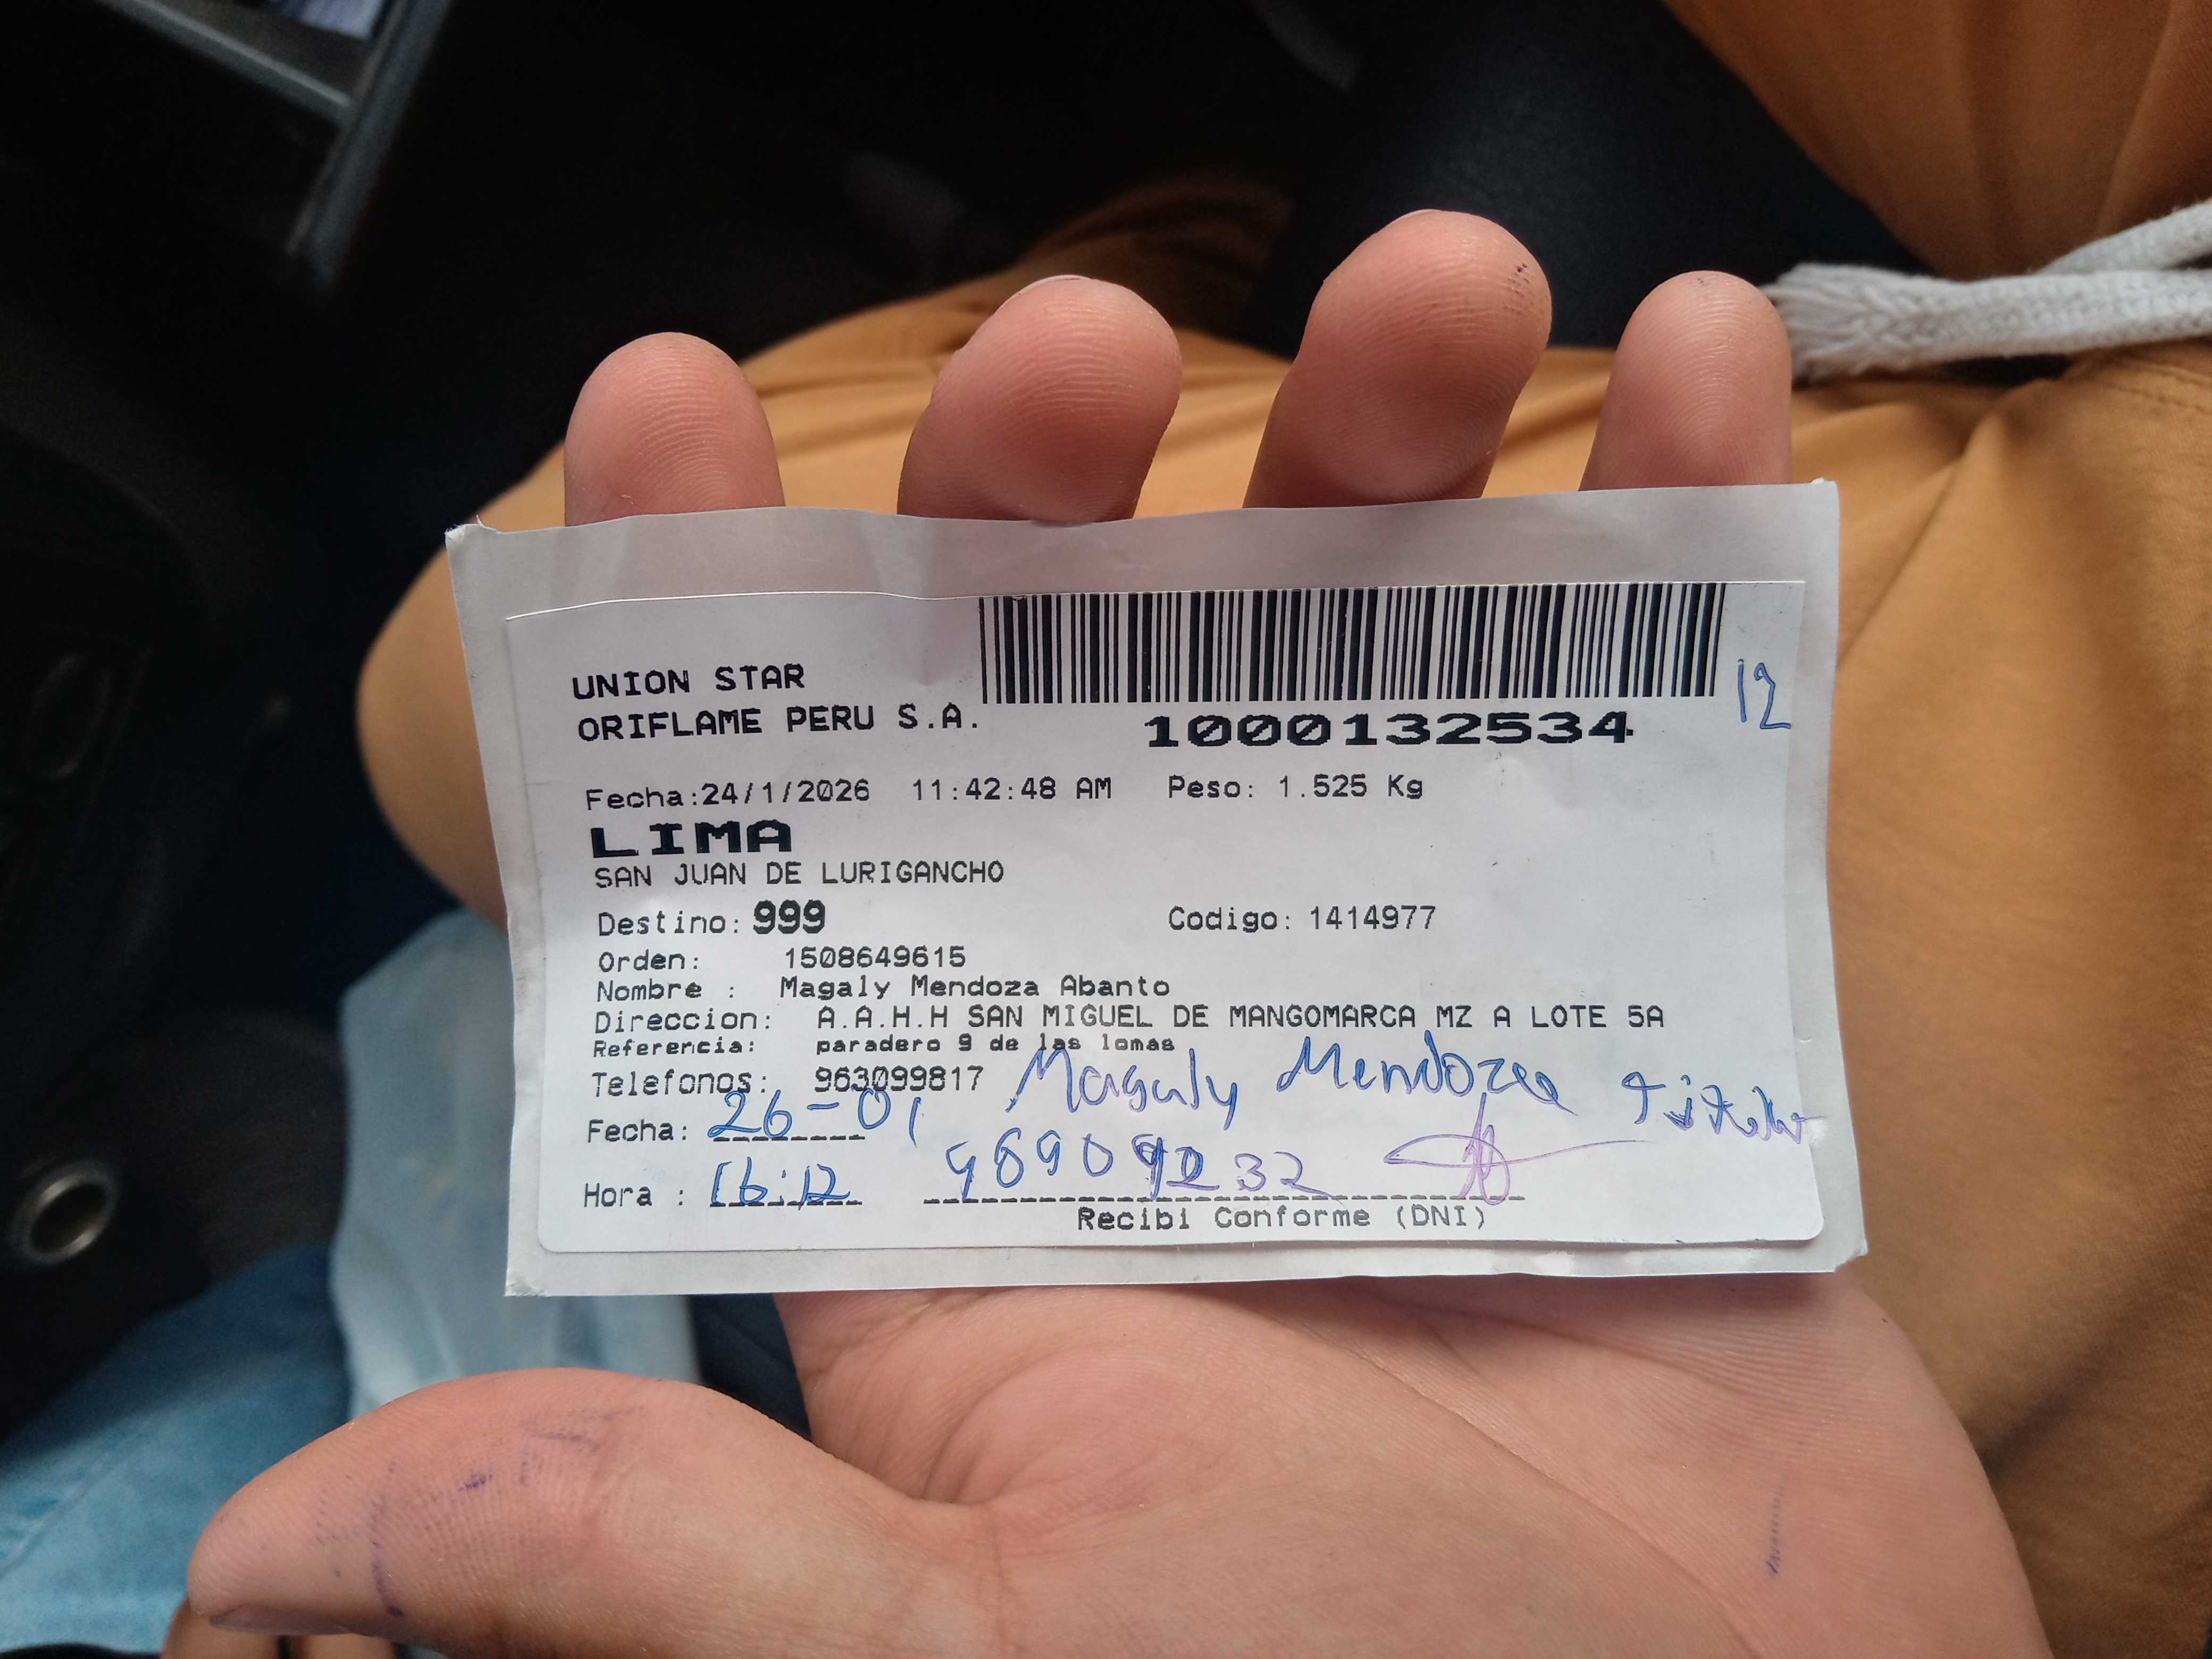 UNION STAR
ORIFLAME PERU S.A.
1000132534
12
Fecha:24/1/2026 11:42:48 AM Peso: 1.525 Kg
LIMA
SAN JUAN DE LURIGANCHO
Destino: 999 Codigo: 1414977
Orden: 1508649615
Nombre : Magaly Mendoza Abanto
Direccion: A.A.H.H SAN MIGUEL DE MANGOMARCA MZ A LOTE 5A
Referencia: paradero 9 de las lomas
Telefonos: 963099817 Magaly Mendoza Titular
Fecha: 26-01
Hora : 16:12
Recibi Conforme (DNI)